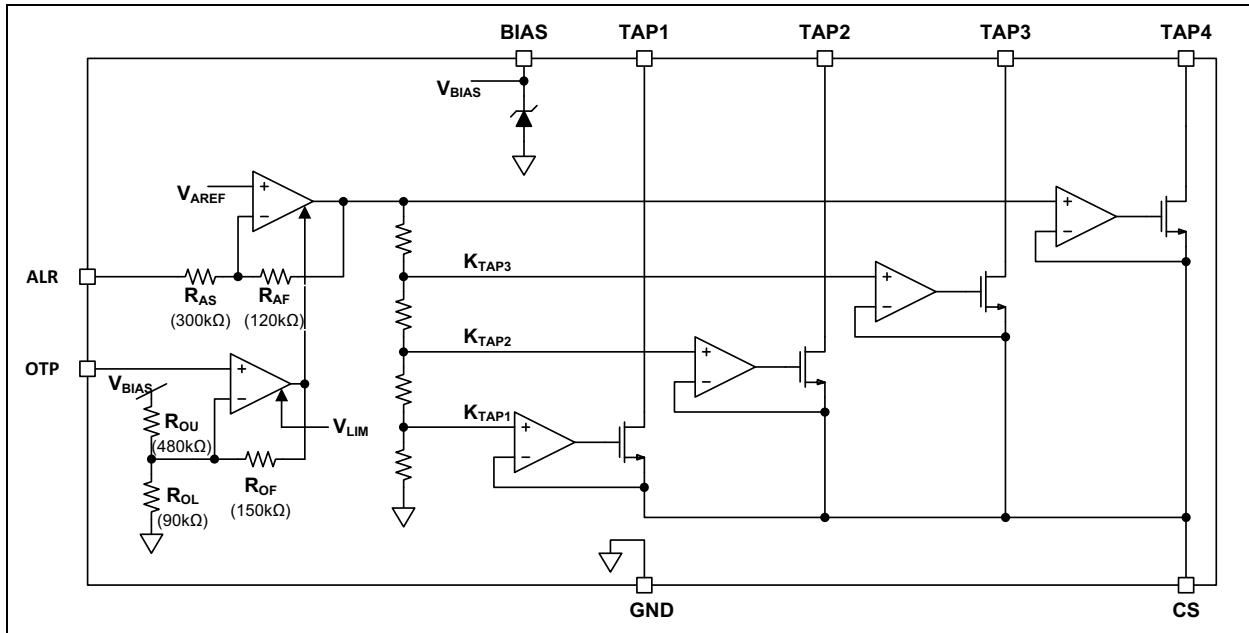 BIAS TAP1 TAP2 TAP3 TAP4
VBIAS
+
VAREF
+
−
−
ALR
KTAP3
+
RAS RAF
−
(300kΩ) (120kΩ)
KTAP2
+
OTP
−
VBIAS
+
−
KTAP1
+
ROU
VLIM
(480kΩ)
−
ROL ROF
(90kΩ) (150kΩ)
GND CS